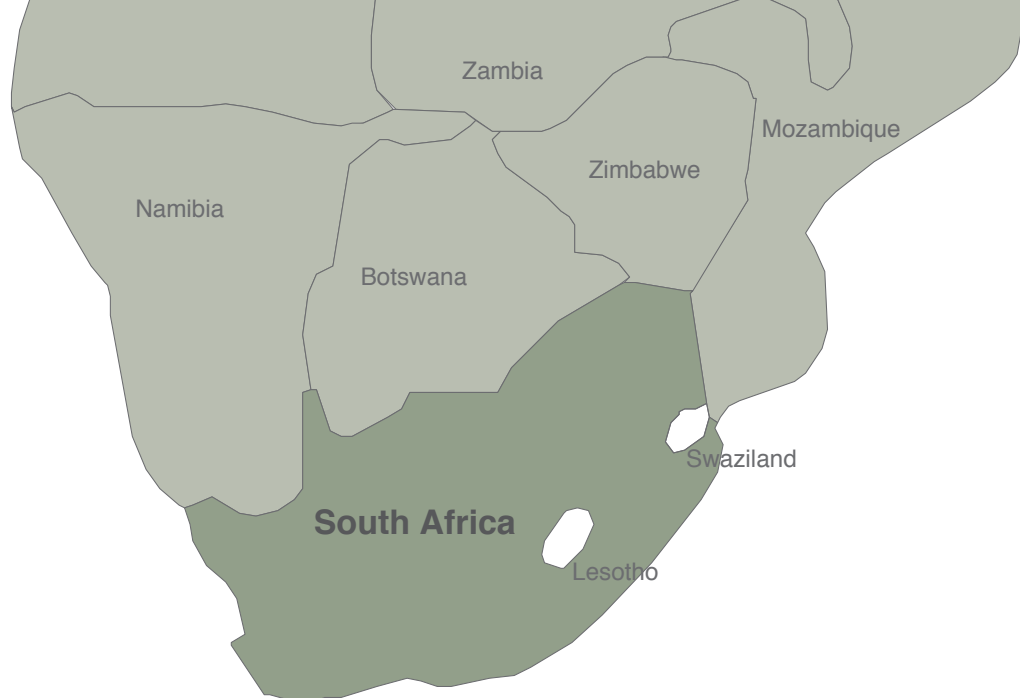 Zambia
Mozambique
Zimbabwe
Namibia
Botswana
Swaziland
South Africa
Lesotho